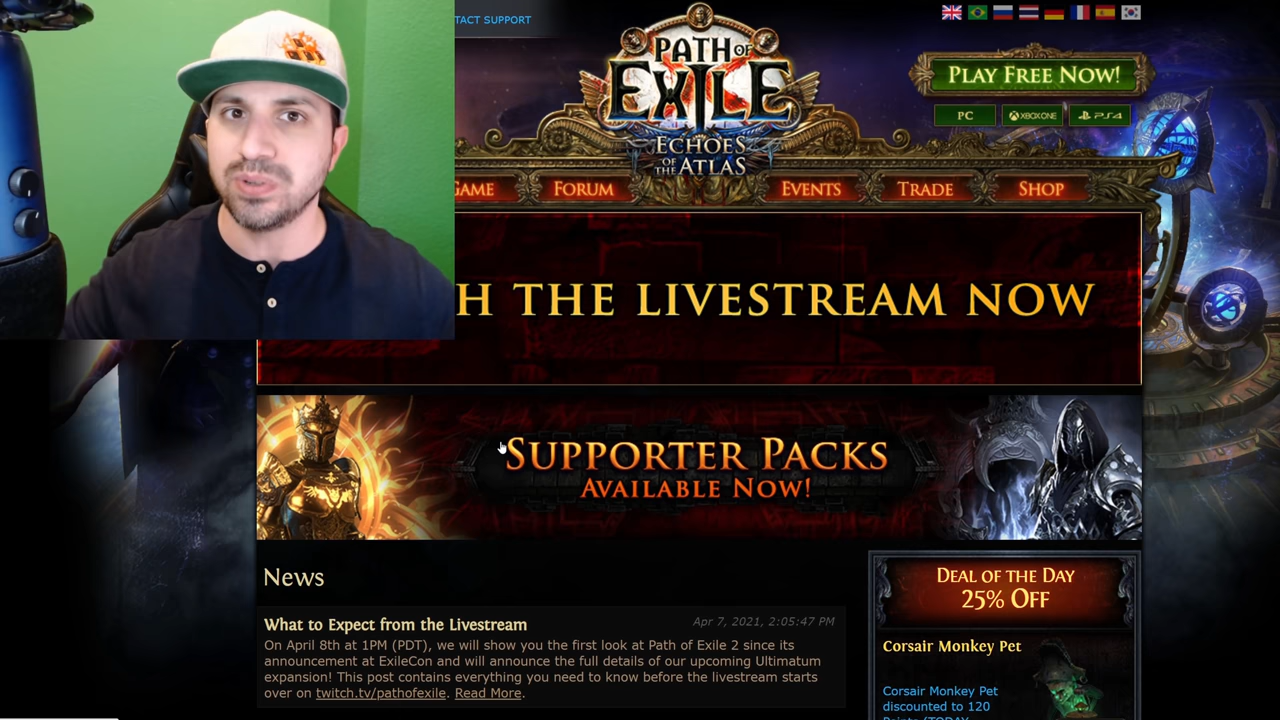 TACT SUPPORT
PATH OF
EXILE
ECHOES
OF
THE ATLAS
PLAY FREE NOW!
PC XBOX ONE PS4
GAME FORUM EVENTS TRADE SHOP
H THE LIVESTREAM NOW
SUPPORTER PACKS
AVAILABLE NOW!
News
What to Expect from the Livestream
Apr 7, 2021, 2:05:47 PM
On April 8th at 1PM (PDT), we will show you the first look at Path of Exile 2 since its
announcement at ExileCon and will announce the full details of our upcoming Ultimatum
expansion! This post contains everything you need to know before the livestream starts
over on twitch.tv/pathofexile. Read More.
DEAL OF THE DAY
25% OFF
Corsair Monkey Pet
Corsair Monkey Pet
discounted to 120
Points (TODAY